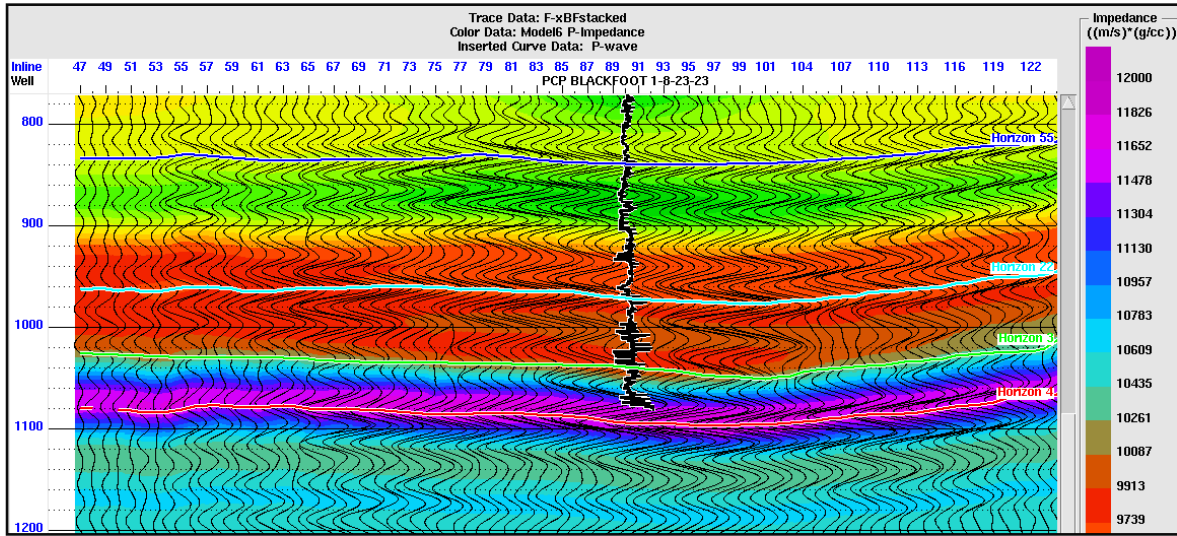 Trace Data: F-xBFstacked
Color Data: Model6 P-Impedance
Inserted Curve Data: P-wave
Impedance
((m/s)*(g/cc))
Inline 47 49 51 53 55 57 59 61 63 65 67 69 71 73 75 77 79 81 83 85 87 89 91 93 95 97 99 101 104 107 110 113 116 119 122
Well PCP BLACKFOOT 1-8-23-23
800
Horizon 55
900
Horizon 22
1000
Horizon 3
Horizon 4
1100
1200
12000
11826
11652
11478
11304
11130
10957
10783
10609
10435
10261
10087
9913
9739